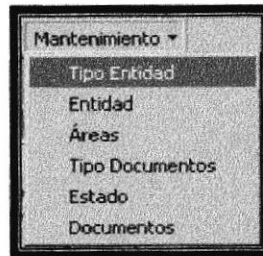 Mantenimiento
Tipo Entidad
Entidad
Áreas
Tipo Documentos
Estado
Documentos